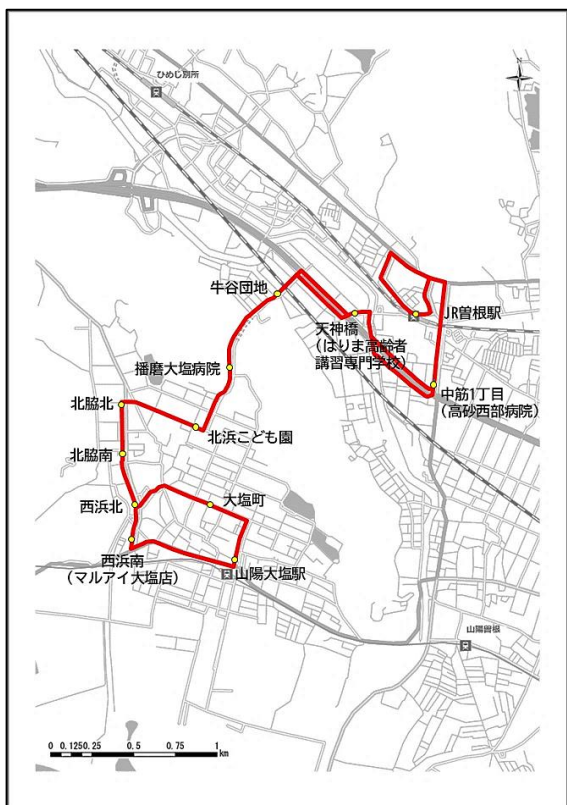 ひめじ別所
N
牛谷団地
JR曽根駅
天神橋
(はりま高齢者
講習専門学校)
播磨大塩病院
中筋1丁目
(高砂西部病院)
北脇北
北浜こども園
北脇南
西浜北
大塩町
西浜南
(マルアイ大塩店)
山陽大塩駅
山陽曽根
0 0.125 0.25 0.5 0.75 1
km